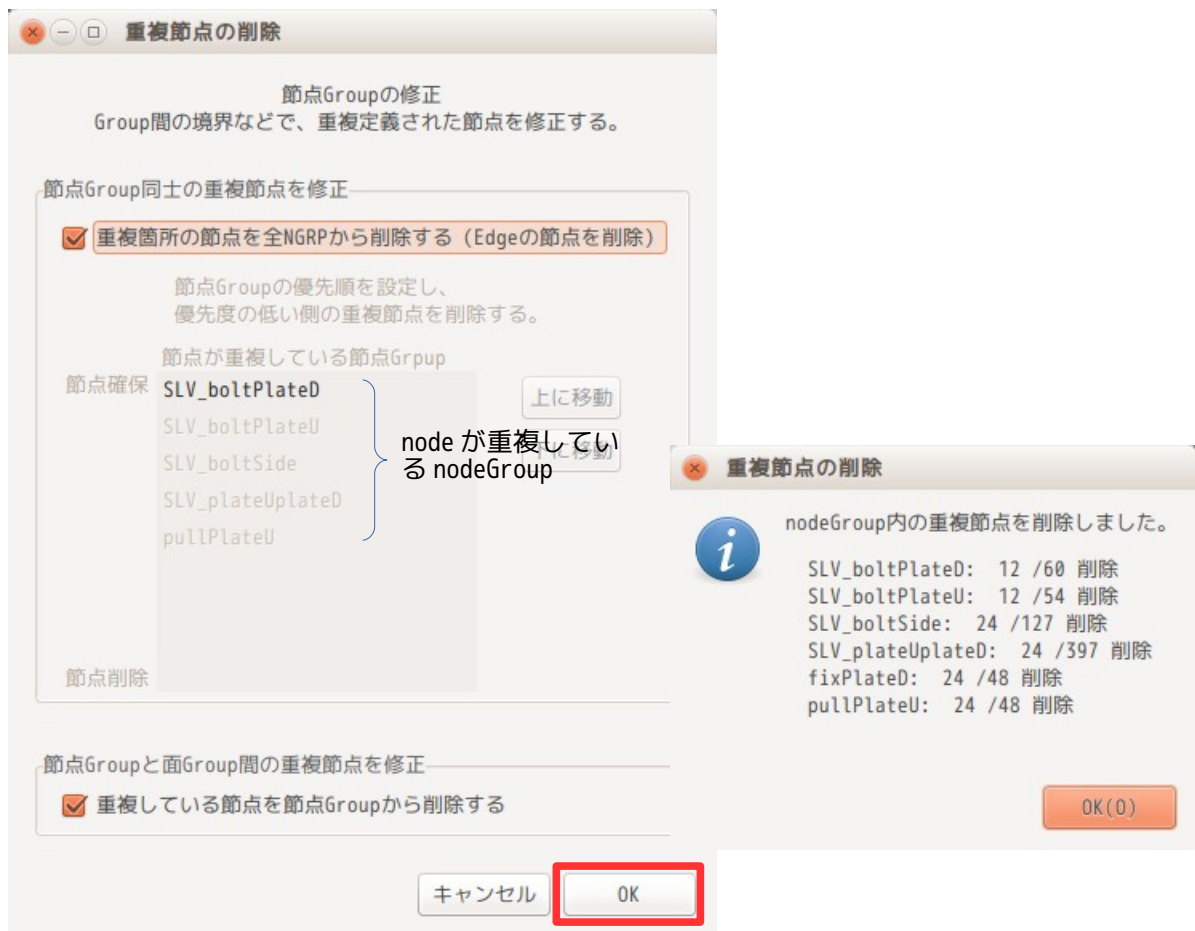 重複節点の削除
節点Groupの修正
Group間の境界などで、重複定義された節点を修正する。
節点Group同士の重複節点を修正
重複箇所の節点を全NGRPから削除する (Edgeの節点を削除)
節点Groupの優先順を設定し、
優先度の低い側の重複節点を削除する。
節点が重複している節点Grpup
節点確保
SLV_boltPlateD
SLV_boltPlateU
SLV_boltSide
SLV_plateUplateD
pullPlateU
上に移動
下に移動
node が重複してい
る nodeGroup
節点削除
節点Groupと面Group間の重複節点を修正
重複している節点を節点Groupから削除する
キャンセル
OK
重複節点の削除
nodeGroup内の重複節点を削除しました。
SLV_boltPlateD: 12 /60 削除
SLV_boltPlateU: 12 /54 削除
SLV_boltSide: 24 /127 削除
SLV_plateUplateD: 24 /397 削除
fixPlateD: 24 /48 削除
pullPlateU: 24 /48 削除
OK(O)